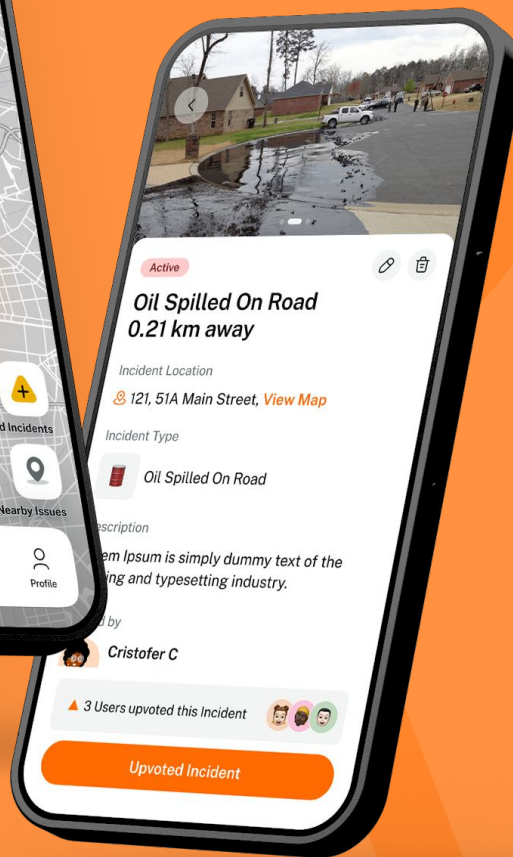 Active
Oil Spilled On Road
0.21 km away
Incident Location
121, 51A Main Street, View Map
Incident Type
Oil Spilled On Road
escription
em Ipsum is simply dummy text of the
ing and typesetting industry.
d by
Cristofer C
3 Users upvoted this Incident
Upvoted Incident
d Incidents
Nearby Issues
Profile